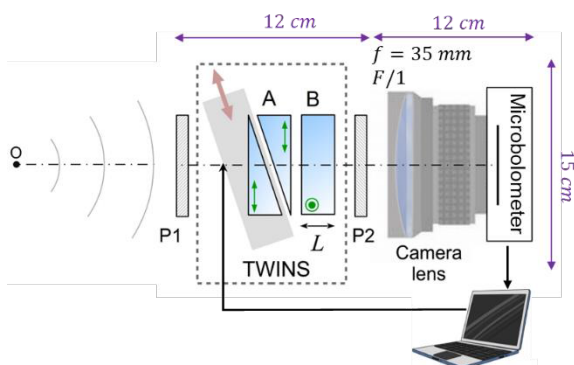 12 cm
12 cm
f = 35 mm
F/1
A
B
O
L
P1
P2
TWINS
Camera
lens
Microbolometer
15 cm